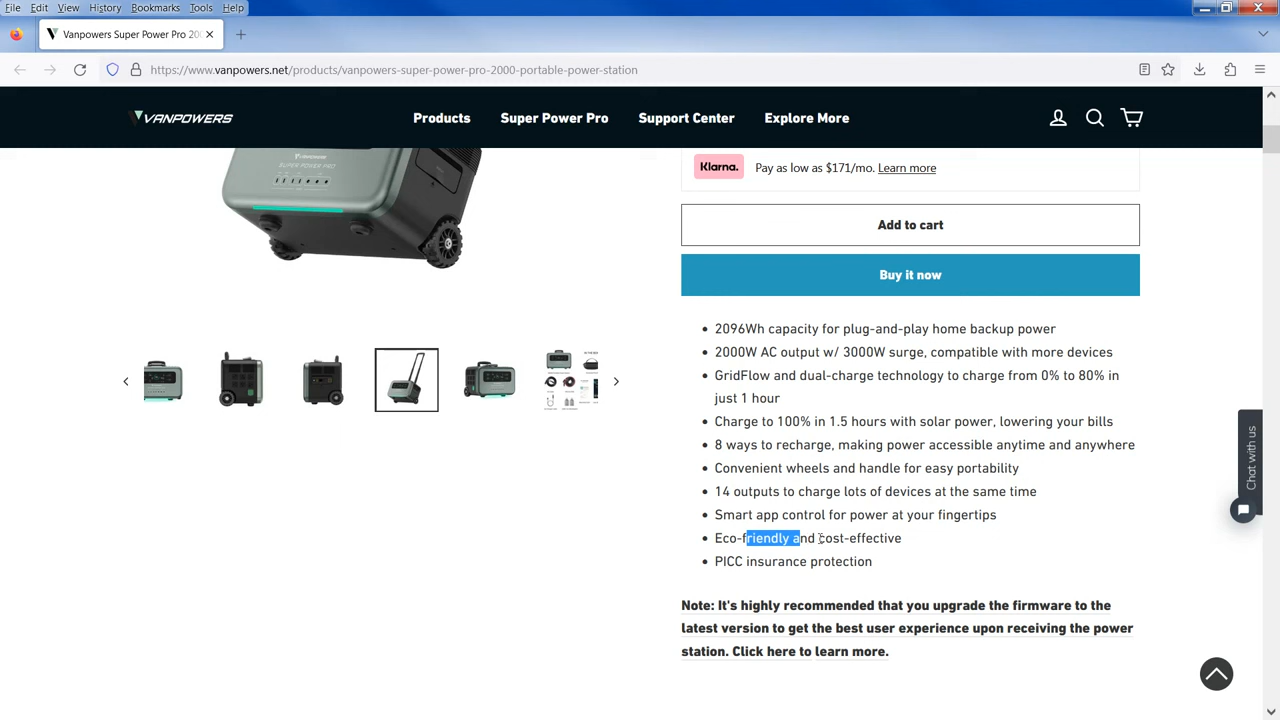 File Edit View History Bookmarks Tools Help
Vanpowers Super Power Pro 200
https://www.vanpowers.net/products/vanpowers-super-power-pro-2000-portable-power-station
VANPOWERS
Products Super Power Pro Support Center Explore More
Klarna. Pay as low as $171/mo. Learn more
Add to cart
Buy it now
2096Wh capacity for plug-and-play home backup power
2000W AC output w/ 3000W surge, compatible with more devices
GridFlow and dual-charge technology to charge from 0% to 80% in
just 1 hour
Charge to 100% in 1.5 hours with solar power, lowering your bills
8 ways to recharge, making power accessible anytime and anywhere
Convenient wheels and handle for easy portability
14 outputs to charge lots of devices at the same time
Smart app control for power at your fingertips
Eco-friendly and cost-effective
PICC insurance protection
Note: It's highly recommended that you upgrade the firmware to the
latest version to get the best user experience upon receiving the power
station. Click here to learn more.
Chat with us